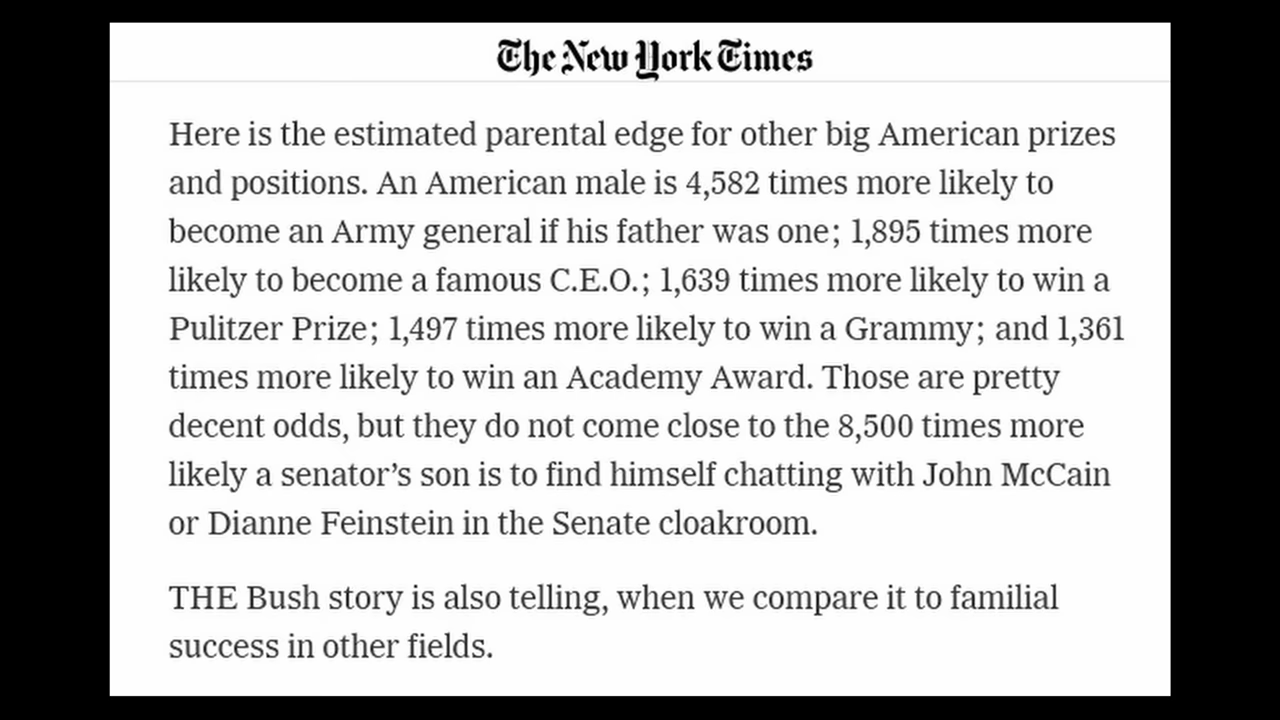 The New York Times
Here is the estimated parental edge for other big American prizes
and positions. An American male is 4,582 times more likely to
become an Army general if his father was one; 1,895 times more
likely to become a famous C.E.O.; 1,639 times more likely to win a
Pulitzer Prize; 1,497 times more likely to win a Grammy; and 1,361
times more likely to win an Academy Award. Those are pretty
decent odds, but they do not come close to the 8,500 times more
likely a senator’s son is to find himself chatting with John McCain
or Dianne Feinstein in the Senate cloakroom.
THE Bush story is also telling, when we compare it to familial
success in other fields.